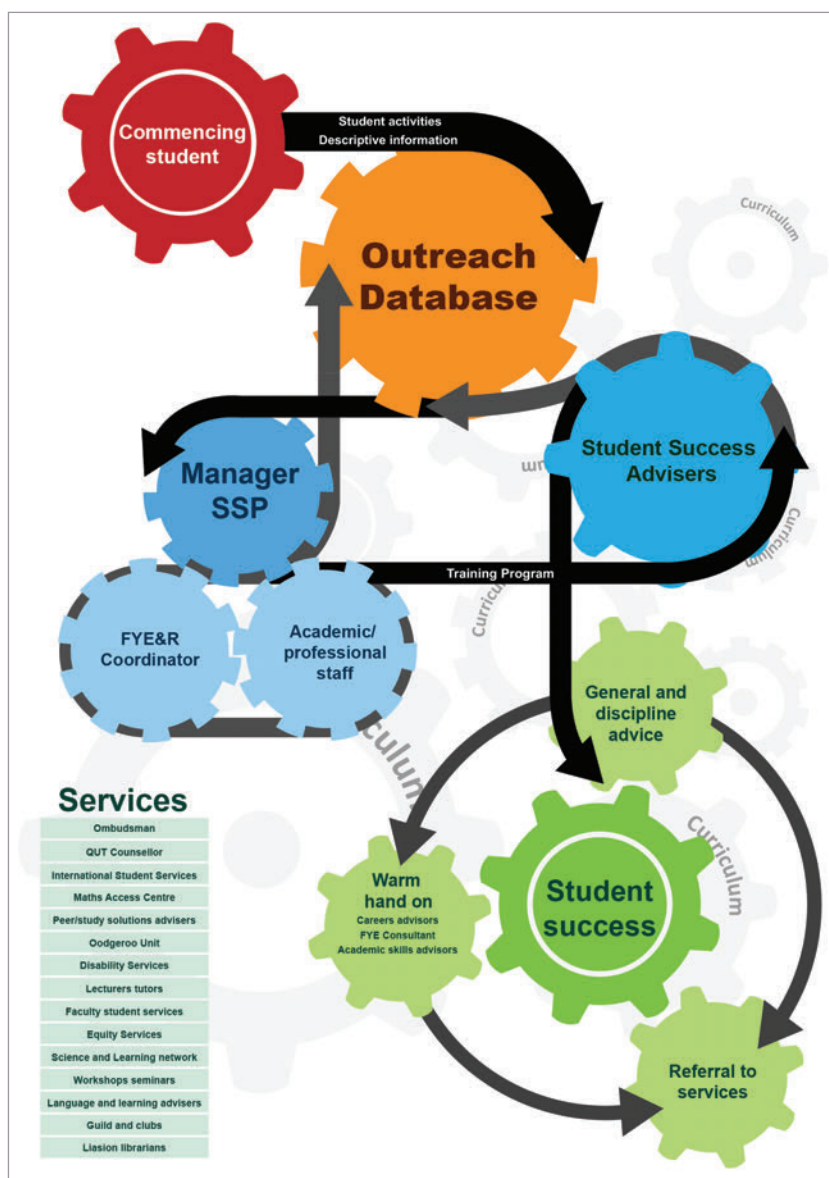 Commencing
student
Student activities
Descriptive information
Curriculum
Outreach
Database
Manager
SSP
Student Success
Advisers
um
Curriculum
Training Program
Curriculu
FYE&R
Coordinator
Academic/
professional
staff
General and
discipline
advice
culum
Services
Ombudsman
QUT Counsellor
International Student Services
Maths Access Centre
Peer/study solutions advisers
Oodgeroo Unit
Disability Services
Lecturers tutors
Faculty student services
Equity Services
Science and Learning network
Workshops seminars
Language and learning advisers
Guild and clubs
Liasion librarians
Warm
hand on
Careers advisors
FYE Consultant
Academic skills advisors
Student
success
Curriculum
Referral to
services